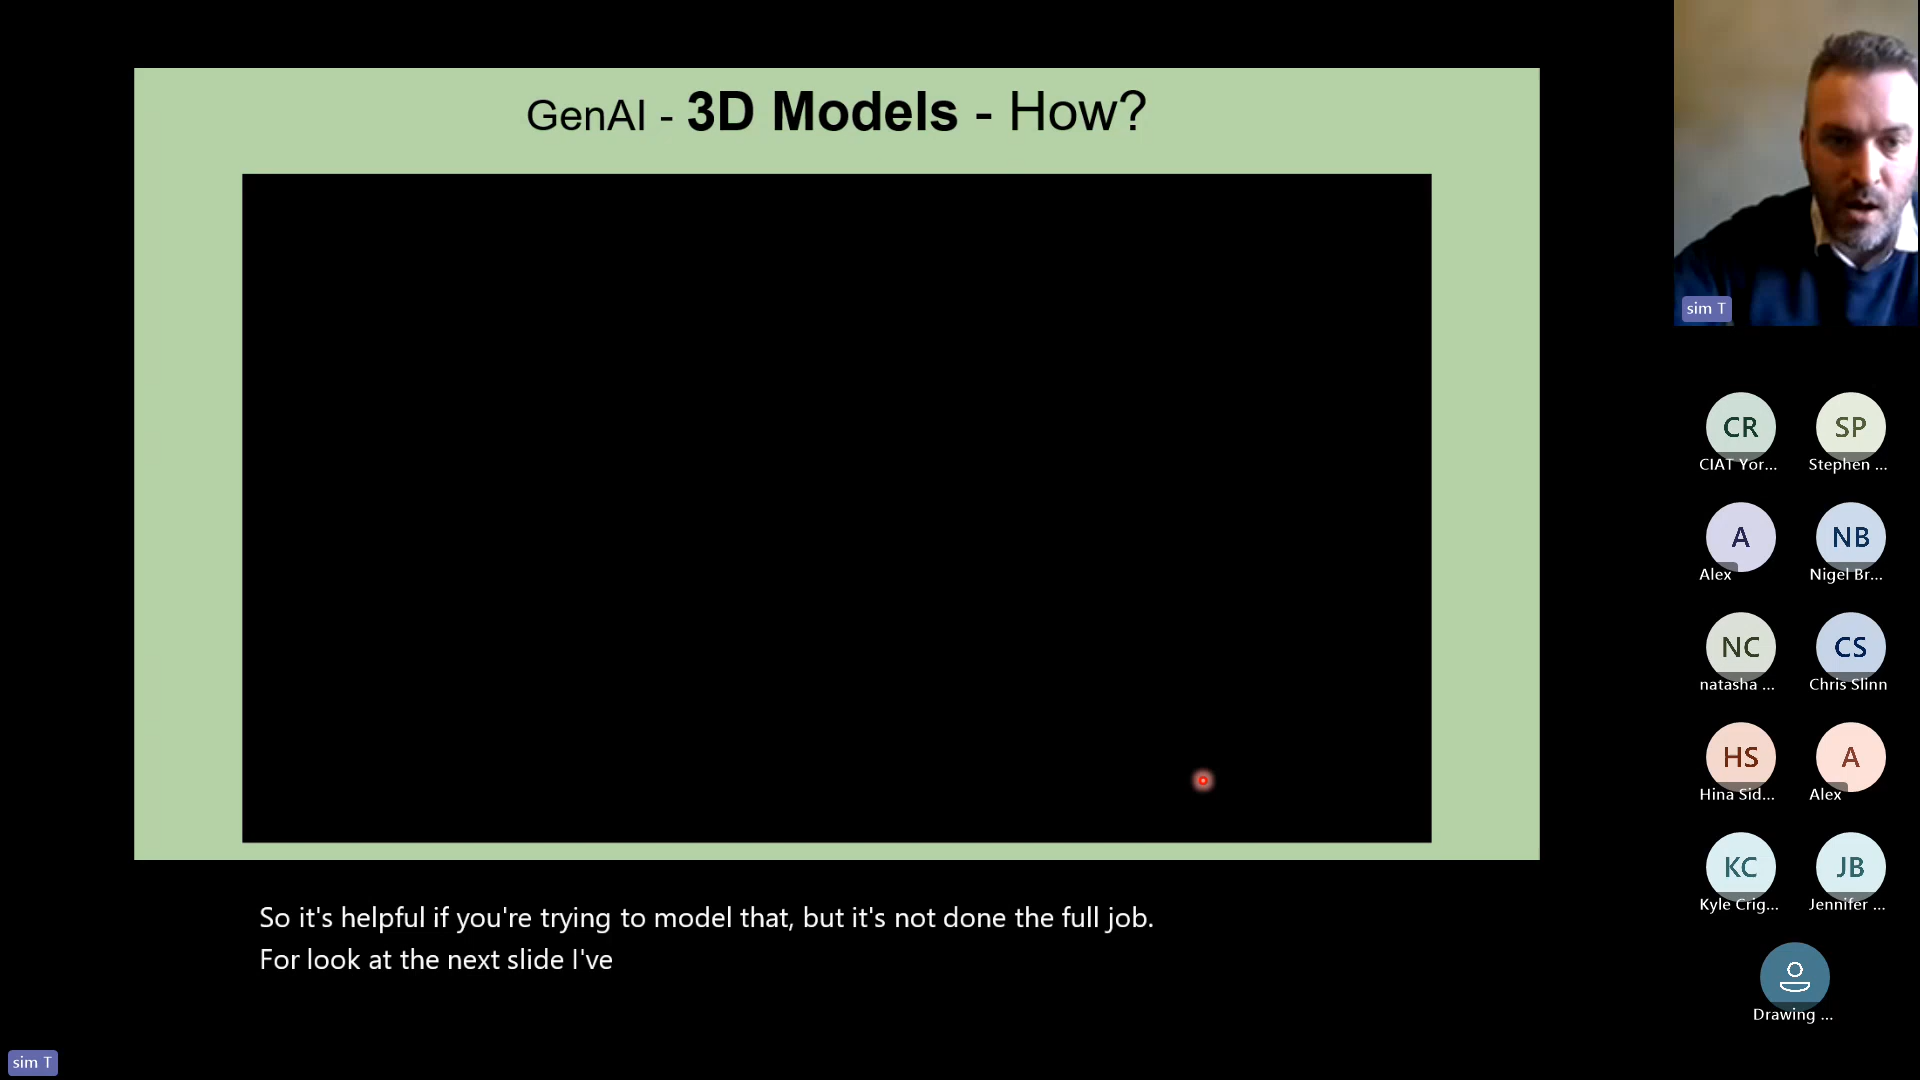 GenAI - 3D Models - How?
sim T
CR
SP
CIAT Yor...
Stephen ...
A
NB
Alex
Nigel Br...
NC
CS
natasha ...
Chris Slinn
HS
A
Hina Sid...
Alex
KC
JB
Kyle Crig...
Jennifer ...
Drawing ...
So it's helpful if you're trying to model that, but it's not done the full job.
For look at the next slide I've
sim T